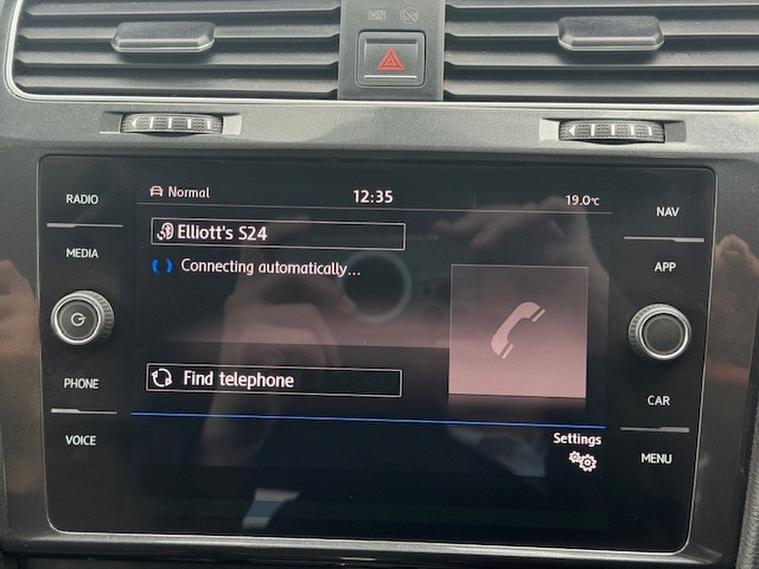 RADIO
MEDIA
PHONE
VOICE
Normal
12:35
19.0°C
Elliott's S24
Connecting automatically...
Find telephone
Settings
NAV
APP
CAR
MENU